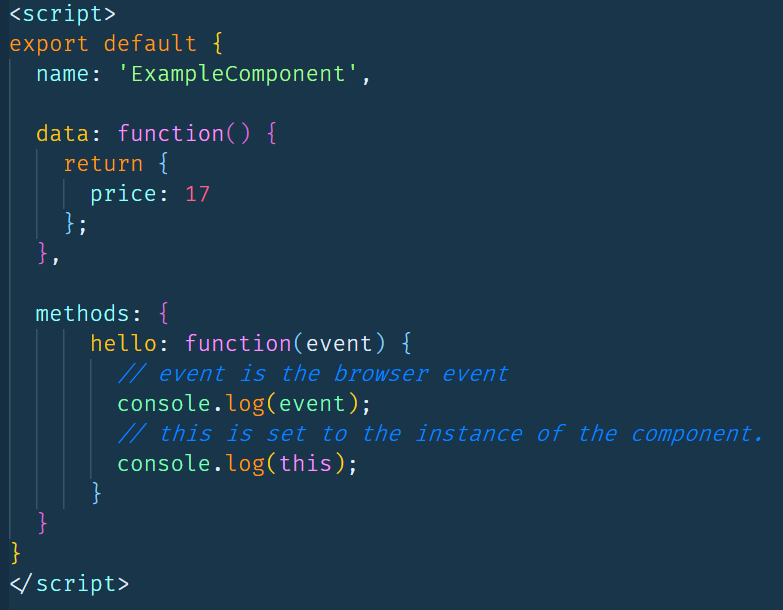 <script>
export default {
  name: 'ExampleComponent',

  data: function() {
    return {
      price: 17
    };
  },

  methods: {
      hello: function(event) {
        // event is the browser event
        console.log(event);
        // this is set to the instance of the component.
        console.log(this);
      }
  }
}
</script>